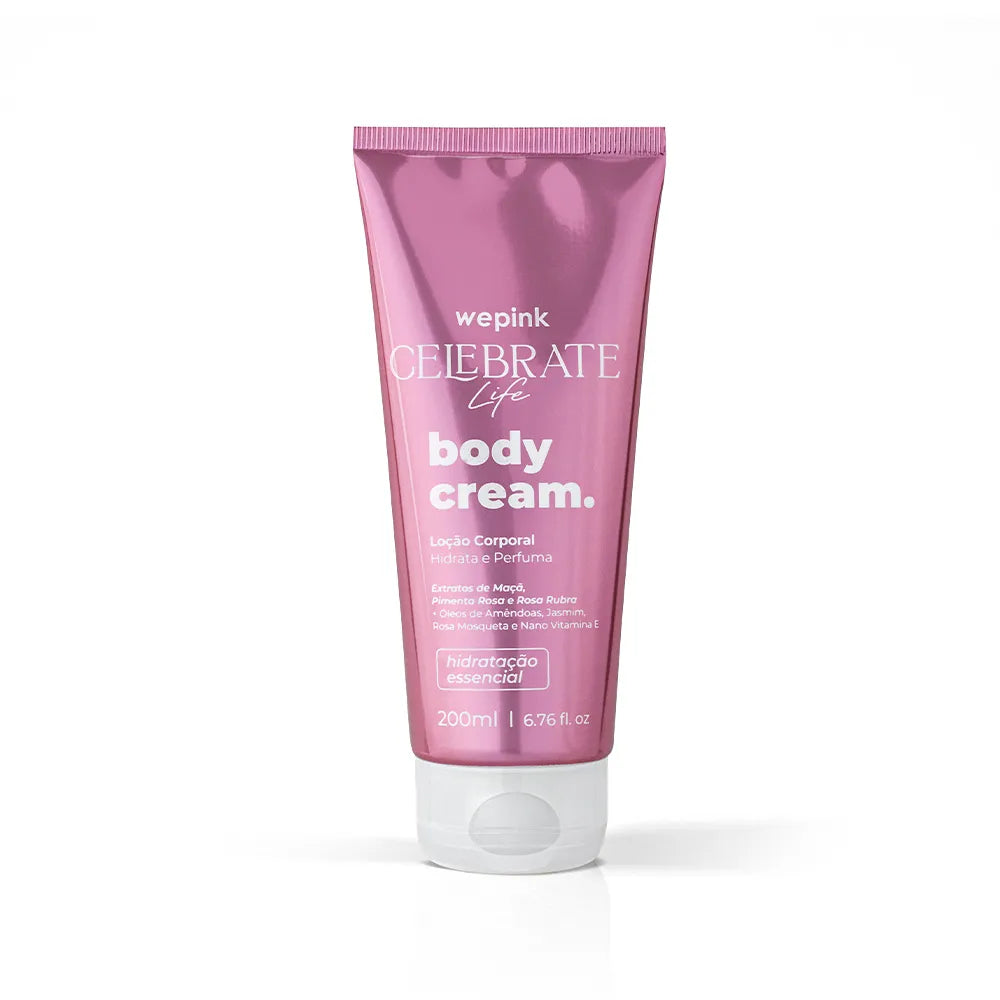 wepink
CELEBRATE
Life
body
cream.
Loção Corporal
Hidrata e Perfuma
Extratos de Maçã,
Pimenta Rosa e Rosa Rubra
+ Óleos de Amêndoas, Jasmim,
Rosa Mosqueta e Nano Vitamina E
hidratação
essencial
200ml | 6.76 fl. oz